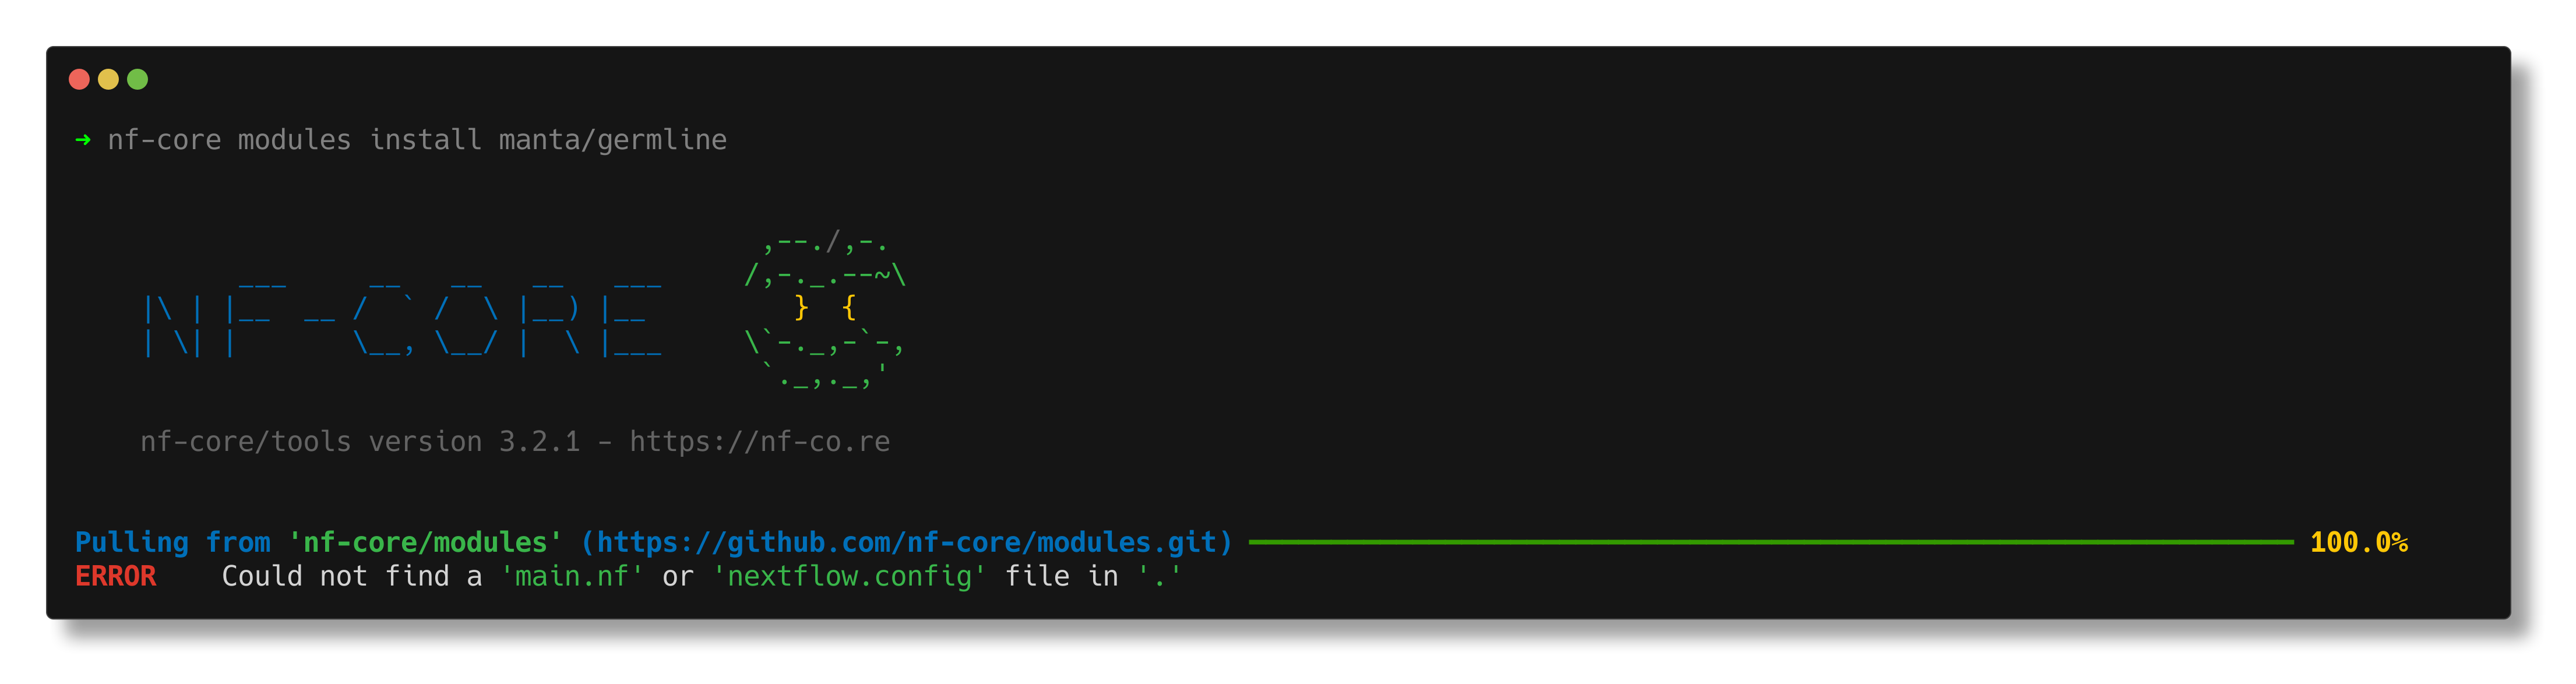 ➜ nf-core modules install manta/germline
                                          ,--./,-.
          ___     __   __   __   ___     /,-._.--~\
    |\ | |__  __ /  ` /  \ |__) |__         }  {
    | \| |       \__, \__/ |  \ |___     \`-._,-`-,
                                          `._,._,'
nf-core/tools version 3.2.1 - https://nf-co.re
Pulling from 'nf-core/modules' (https://github.com/nf-core/modules.git) 100.0%
ERROR    Could not find a 'main.nf' or 'nextflow.config' file in '.'